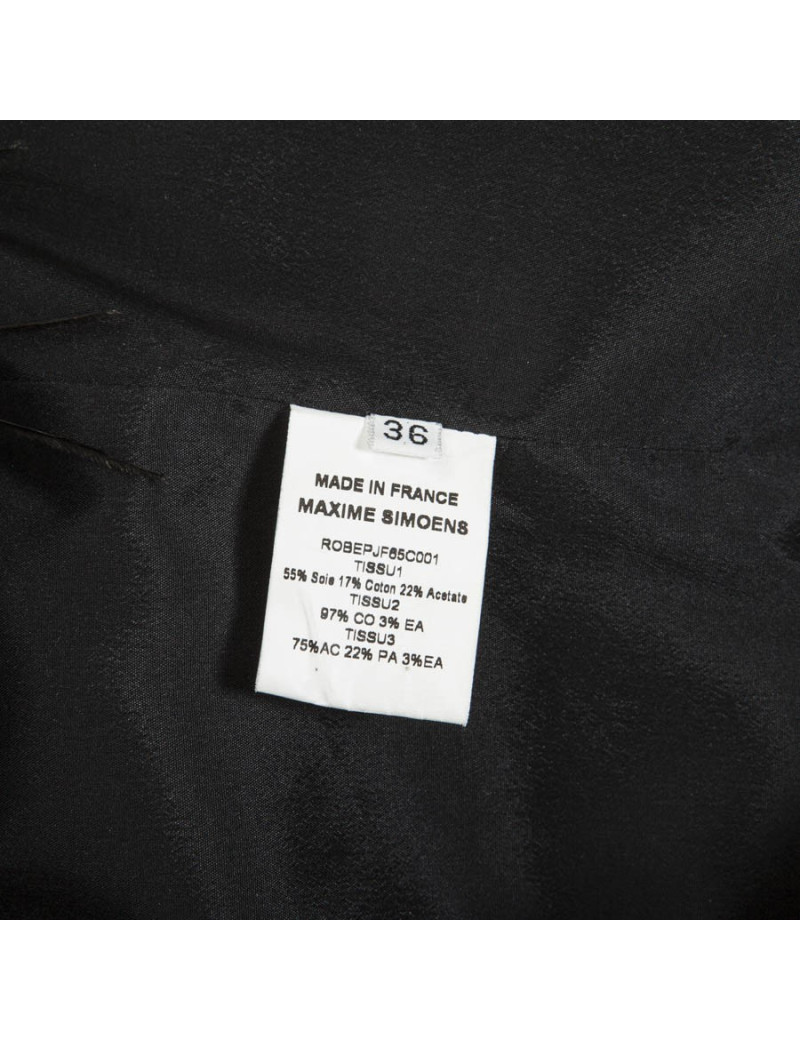 36
MADE IN FRANCE
MAXIME SIMOENS
ROBEPJF65C001
TISSU1
55% Soie 17% Coton 22% Acetate
TISSU2
97% CO 3% EA
TISSU3
75%AC 22% PA 3%EA